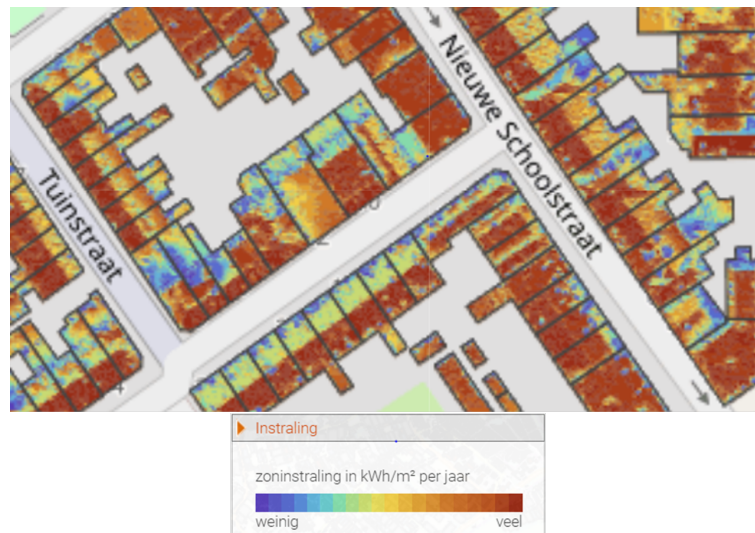 Nieuwe Schoolstraat
Tuinstraat
Instraling
zoninstraling in kWh/m² per jaar
weinig
veel